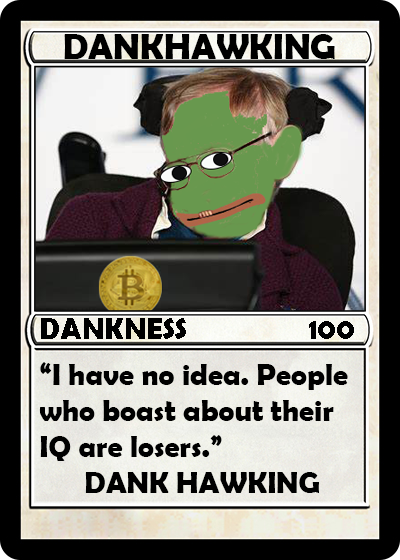 DANKHAWKING
₿
DANKNESS 100
“I have no idea. People
who boast about their
IQ are losers.”
DANK HAWKING